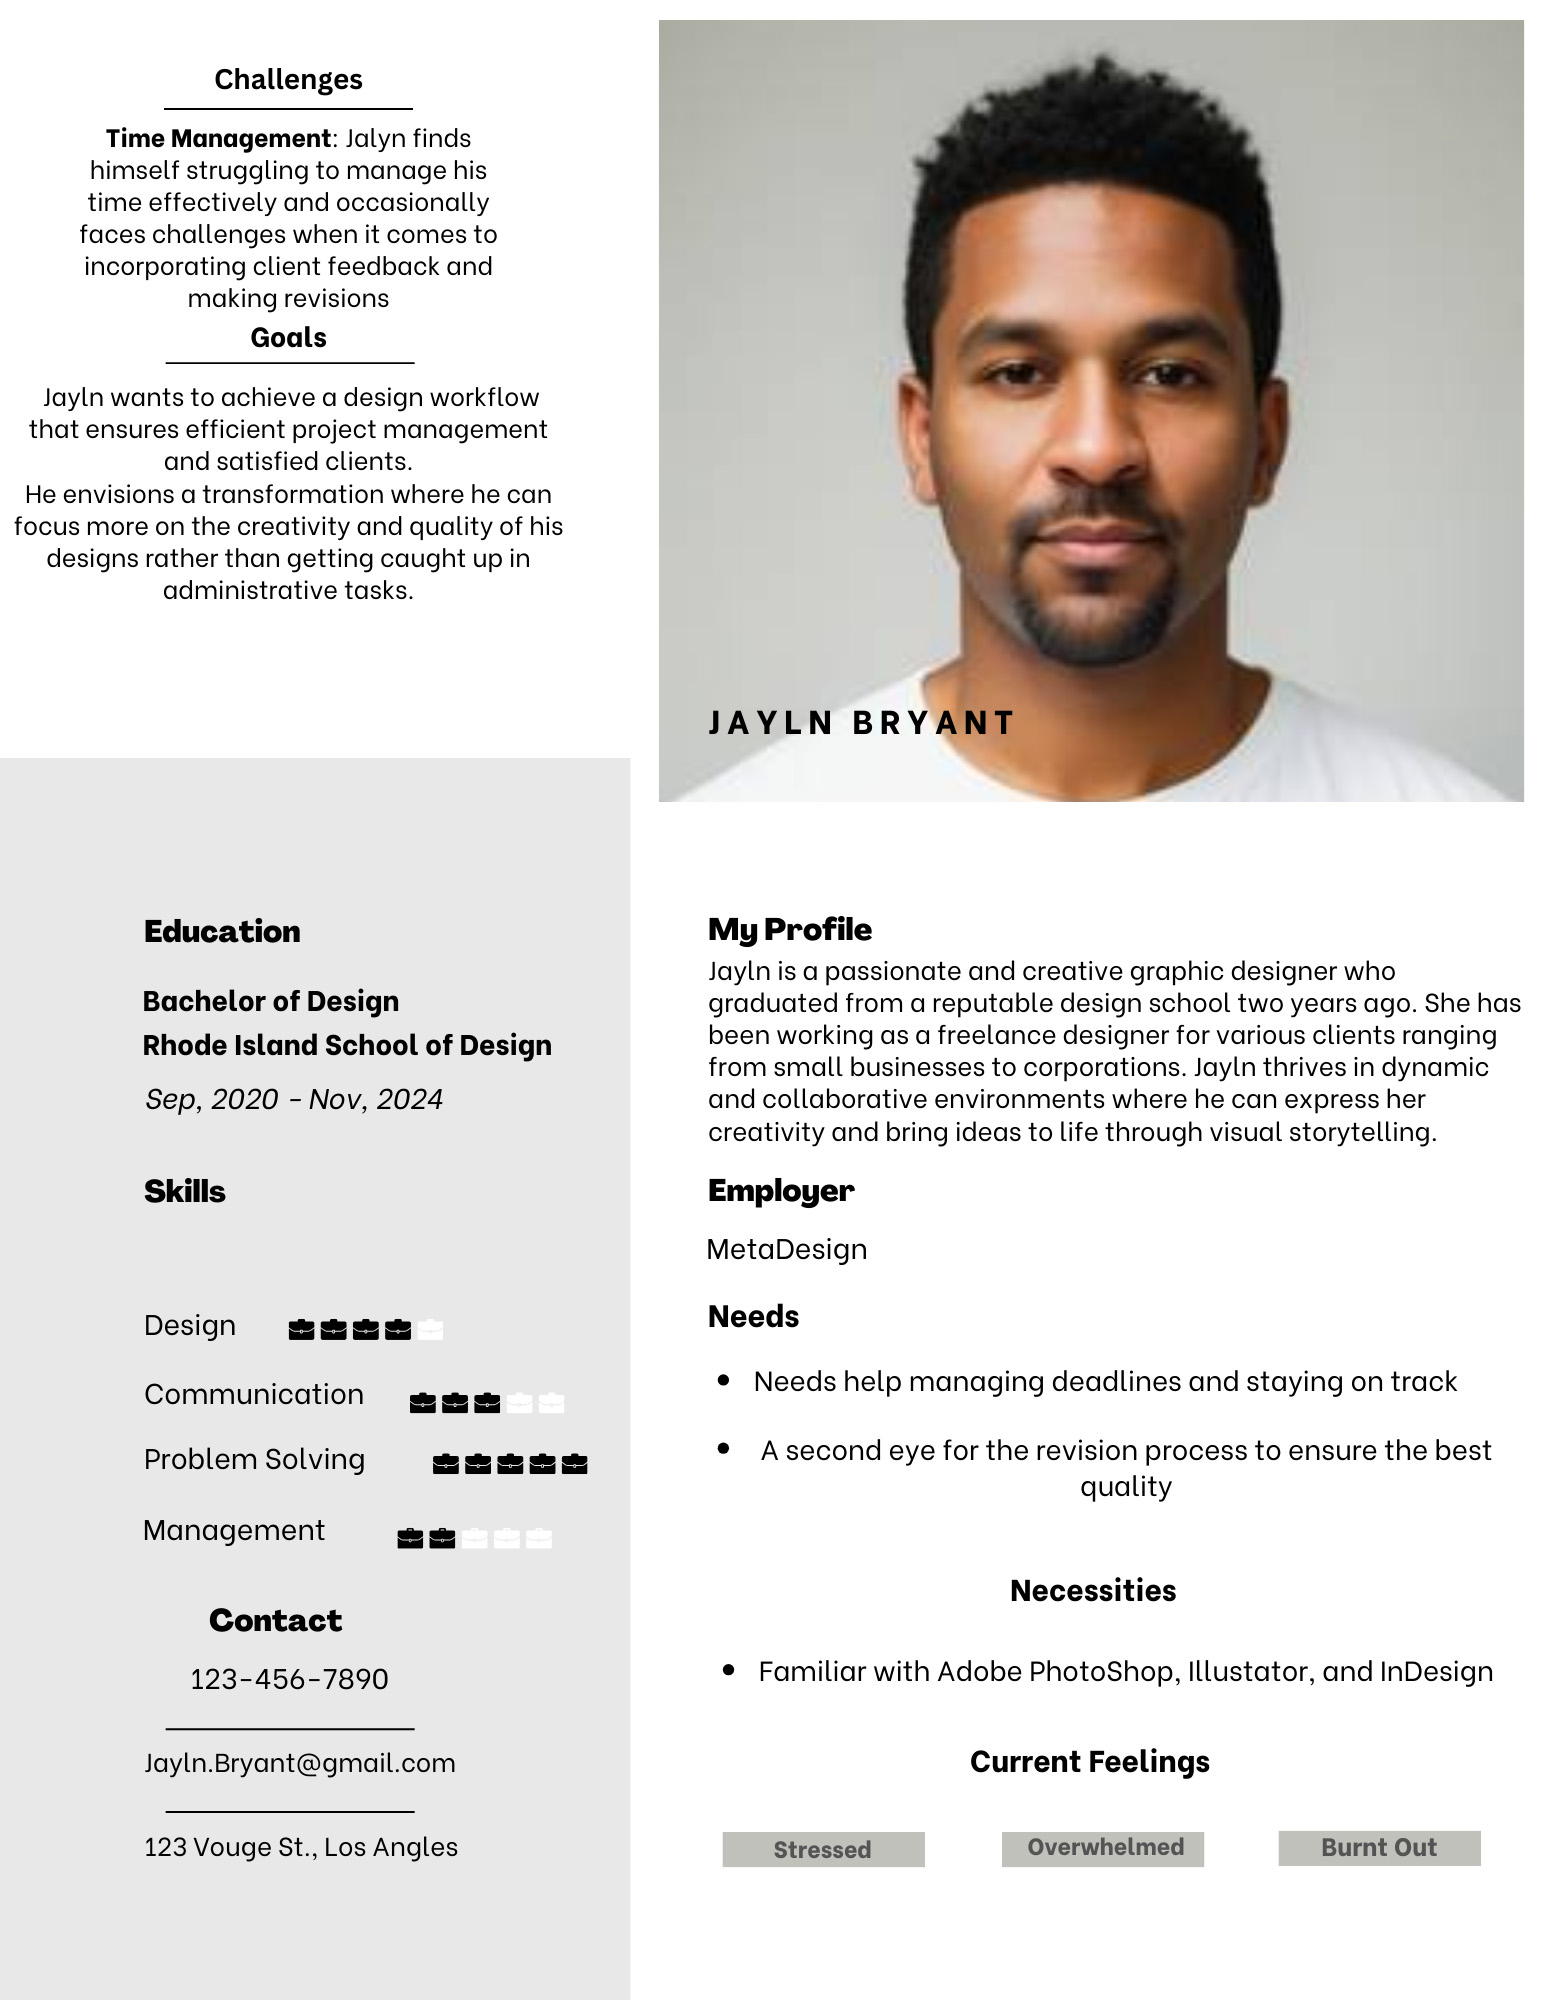 Challenges
Time Management: Jalyn finds
himself struggling to manage his
time effectively and occasionally
faces challenges when it comes to
incorporating client feedback and
making revisions
Goals
Jayln wants to achieve a design workflow
that ensures efficient project management
and satisfied clients.
He envisions a transformation where he can
focus more on the creativity and quality of his
designs rather than getting caught up in
administrative tasks.
JAYLN BRYANT
Education
Bachelor of Design
Rhode Island School of Design
Sep, 2020 - Nov, 2024
Skills
Design
Communication
Problem Solving
Management
Contact
123-456-7890
Jayln.Bryant@gmail.com
123 Vouge St., Los Angles
My Profile
Jayln is a passionate and creative graphic designer who
graduated from a reputable design school two years ago. She has
been working as a freelance designer for various clients ranging
from small businesses to corporations. Jayln thrives in dynamic
and collaborative environments where he can express her
creativity and bring ideas to life through visual storytelling.
Employer
MetaDesign
Needs
• Needs help managing deadlines and staying on track
• A second eye for the revision process to ensure the best
quality
Necessities
• Familiar with Adobe PhotoShop, Illustator, and InDesign
Current Feelings
Stressed
Overwhelmed
Burnt Out